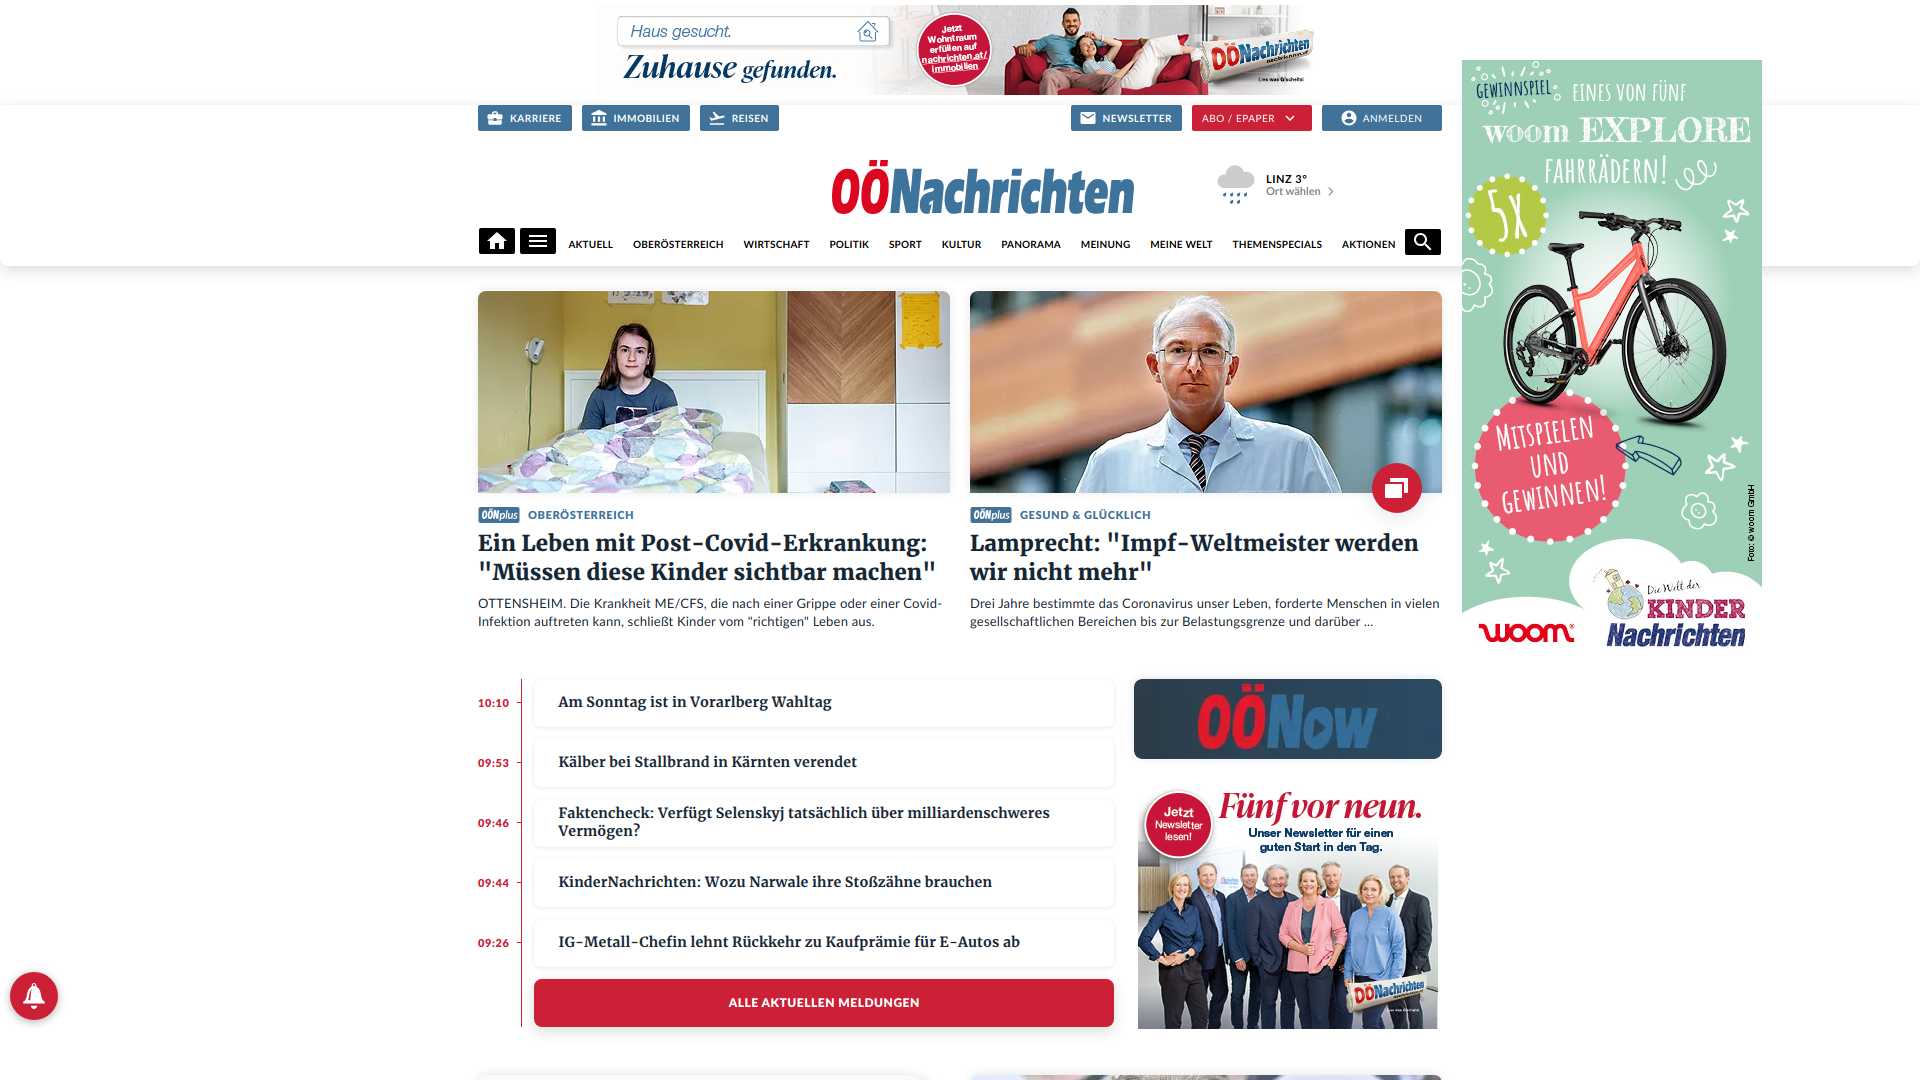 Haus gesucht.
Zuhause gefunden.
Jetzt
Wohntraum
erfüllen auf
nachrichten.at/
immobilien
OÖNachrichten
Lies was Gscheits!
KARRIERE
IMMOBILIEN
REISEN
NEWSLETTER
ABO / EPAPER
ANMELDEN
OÖNachrichten
LINZ 3°
Ort wählen
AKTUELL
OBERÖSTERREICH
WIRTSCHAFT
POLITIK
SPORT
KULTUR
PANORAMA
MEINUNG
MEINE WELT
THEMENSPECIALS
AKTIONEN
GEWINNSPIEL
EINES VON FÜNF
woom EXPLORE
FAHRRÄDERN!
5X
MITSPIELEN
UND
GEWINNEN!
Foto: © woom GmbH
woom
Die Welt der
KINDER
Nachrichten
OÖNplus OBERÖSTERREICH
Ein Leben mit Post-Covid-Erkrankung:
"Müssen diese Kinder sichtbar machen"
OTTENSHEIM. Die Krankheit ME/CFS, die nach einer Grippe oder einer Covid-
Infektion auftreten kann, schließt Kinder vom "richtigen" Leben aus.
OÖNplus GESUND & GLÜCKLICH
Lamprecht: "Impf-Weltmeister werden
wir nicht mehr"
Drei Jahre bestimmte das Coronavirus unser Leben, forderte Menschen in vielen
gesellschaftlichen Bereichen bis zur Belastungsgrenze und darüber ...
10:10 Am Sonntag ist in Vorarlberg Wahltag
09:53 Kälber bei Stallbrand in Kärnten verendet
09:46 Faktencheck: Verfügt Selenskyj tatsächlich über milliardenschweres
Vermögen?
09:44 KinderNachrichten: Wozu Narwale ihre Stoßzähne brauchen
09:26 IG-Metall-Chefin lehnt Rückkehr zu Kaufprämie für E-Autos ab
ALLE AKTUELLEN MELDUNGEN
OÖNow
Jetzt
Newsletter
lesen!
Fünf vor neun.
Unser Newsletter für einen
guten Start in den Tag.
OÖNachrichten